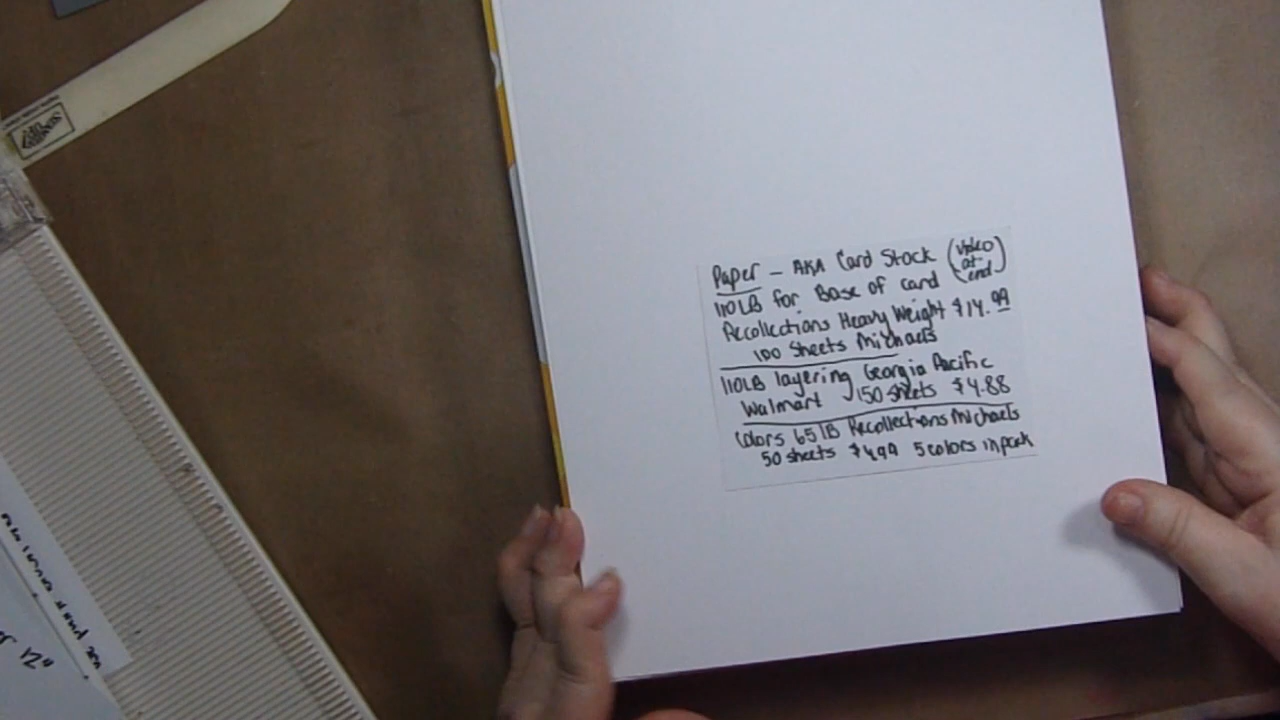 Paper - AKA Card Stock (video at end)
110LB for Base of card
Recollections Heavy Weight $14.99
100 Sheets Michaels
110LB layering Georgia Pacific
Walmart 150 sheets $4.88
Colors 65LB Recollections Michaels
50 sheets $4.99 5 colors in pack